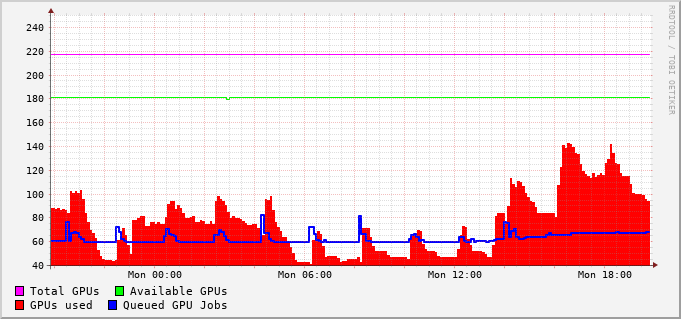 240
220
200
180
160
140
120
100
80
60
40
Mon 00:00 Mon 06:00 Mon 12:00 Mon 18:00
Total GPUs Available GPUs
GPUs used Queued GPU Jobs
RRDTOOL / TOBI OETIKER